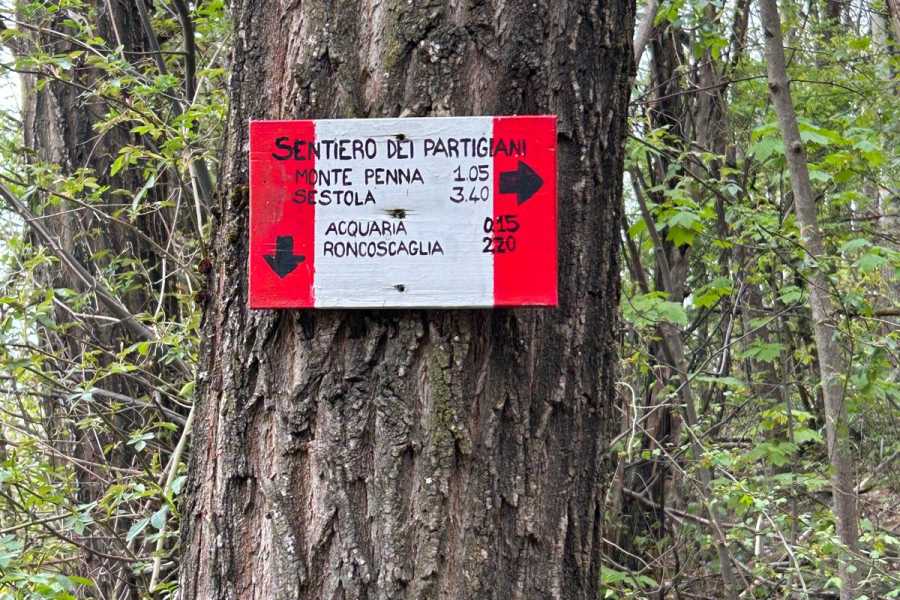 SENTIERO DEI PARTIGIANI
MONTE PENNA 1.05
SESTOLA 3.40
ACQUARIA 0.15
RONCOSCAGLIA 2.20